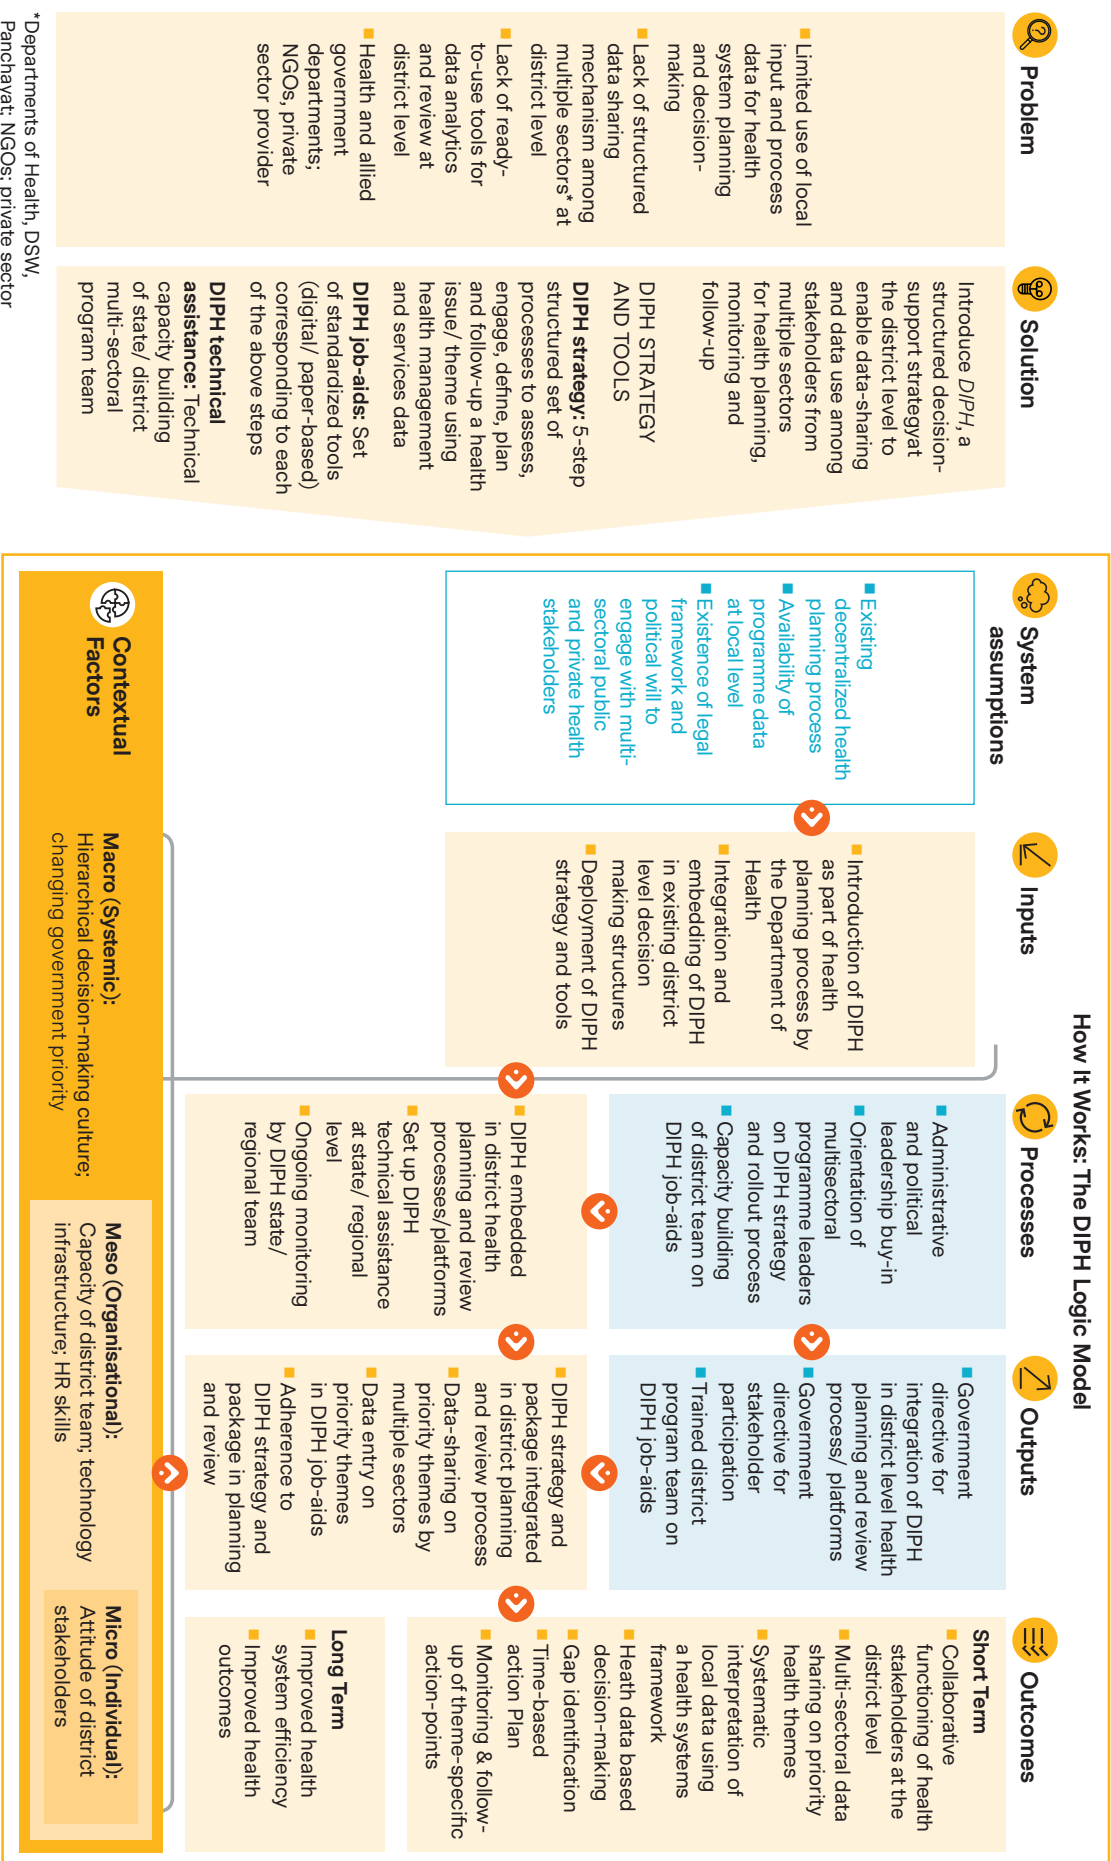 Problem
Limited use of local
input and process
data for health
system planning
and decision-
making
Lack of structured
data sharing
mechanism among
multiple sectors* at
district level
Lack of ready-
to-use tools for
data analytics
and review at
district level
Health and allied
government
departments;
NGOs, private
sector provider
*Departments of Health, DSW,
Panchayat; NGOs; private sector
Solution
Introduce DIPH, a
structured decision-
support strategyat
the district level to
enable data-sharing
and data use among
stakeholders from
multiple sectors
for health planning,
monitoring and
follow-up
DIPH STRATEGY
AND TOOLS
DIPH strategy: 5-step
structured set of
processes to assess,
engage, define, plan
and follow-up a health
issue/ theme using
health management
and services data
DIPH job-aids: Set
of standardized tools
(digital/ paper-based)
corresponding to each
of the above steps
DIPH technical
assistance: Technical
capacity building
of state/ district
multi-sectoral
program team
How It Works: The DIPH Logic Model
System
assumptions
Existing
decentralized health
planning process
Availability of
programme data
at local level
Existence of legal
framework and
political will to
engage with multi-
sectoral public
and private health
stakeholders
Inputs
Introduction of DIPH
as part of health
planning process by
the Department of
Health
Integration and
embedding of DIPH
in existing district
level decision
making structures
Deployment of DIPH
strategy and tools
Processes
Administrative
and political
leadership buy-in
Orientation of
multisectoral
programme leaders
on DIPH strategy
and rollout process
Capacity building
of district team on
DIPH job-aids
DIPH embedded
in district health
planning and review
processes/platforms
Set up DIPH
technical assistance
at state/ regional
level
Ongoing monitoring
by DIPH state/
regional team
Outputs
Government
directive for
integration of DIPH
in district level health
planning and review
process/ platforms
Government
directive for
stakeholder
participation
Trained district
program team on
DIPH job-aids
DIPH strategy and
package integrated
in district planning
and review process
Data-sharing on
priority themes by
multiple sectors
Data entry on
priority themes
in DIPH job-aids
Adherence to
DIPH strategy and
package in planning
and review
Outcomes
Short Term
Collaborative
functioning of health
stakeholders at the
district level
Multi-sectoral data
sharing on priority
health themes
Systematic
interpretation of
local data using
a health systems
framework
Heath data based
decision-making
Gap identification
Time-based
action Plan
Monitoring & follow-
up of theme-specific
action-points
Long Term
Improved health
system efficiency
Improved health
outcomes
Contextual
Factors
Macro (Systemic):
Hierarchical decision-making culture;
changing government priority
Meso (Organisational):
Capacity of district team; technology
infrastructure; HR skills
Micro (Individual):
Attitude of district
stakeholders